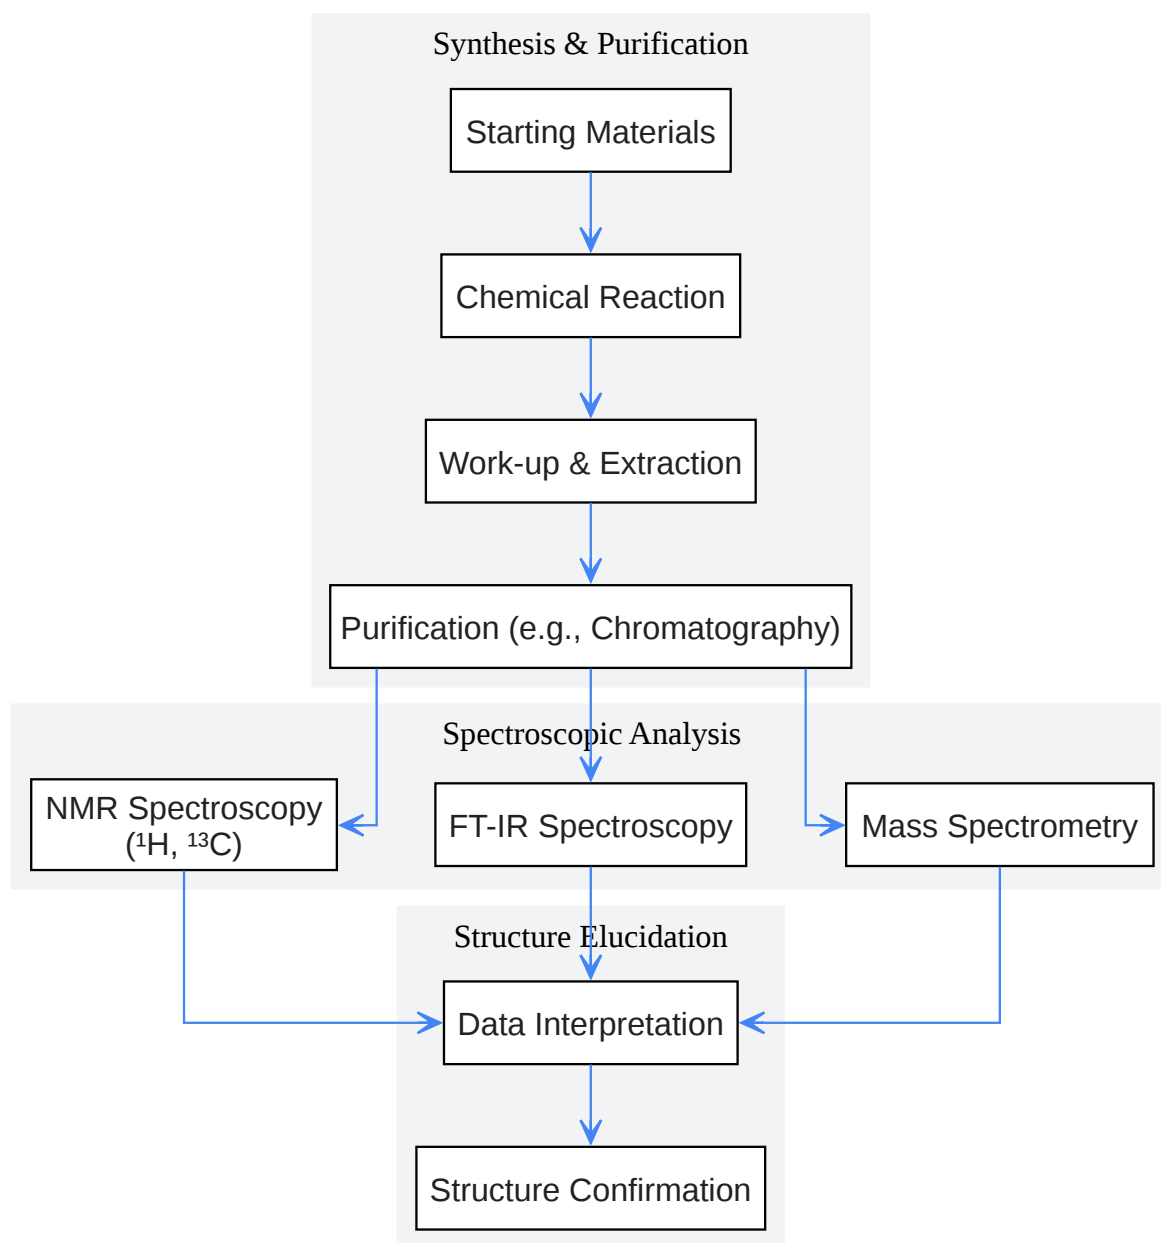 Synthesis & Purification
Starting Materials
Chemical Reaction
Work-up & Extraction
Purification (e.g., Chromatography)
Spectroscopic Analysis
NMR Spectroscopy
(¹H, ¹³C)
FT-IR Spectroscopy
Mass Spectrometry
Structure Elucidation
Data Interpretation
Structure Confirmation